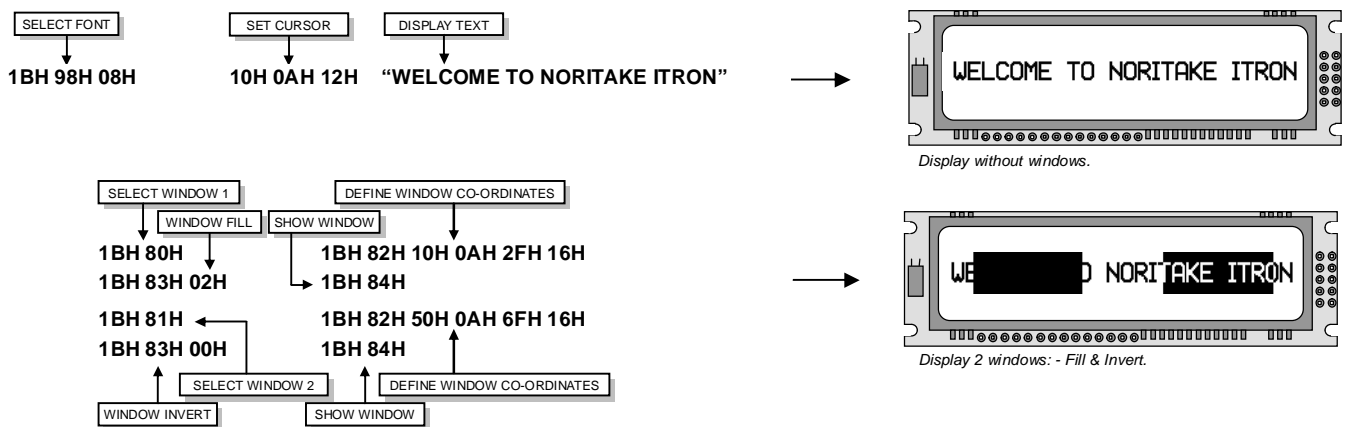 SELECT FONT SET CURSOR DISPLAY TEXT
1BH 98H 08H 10H 0AH 12H “WELCOME TO NORITAKE ITRON”
WELCOME TO NORITAKE ITRON
Display without windows.
SELECT WINDOW 1 DEFINE WINDOW CO-ORDINATES
WINDOW FILL SHOW WINDOW
1BH 80H 1BH 82H 10H 0AH 2FH 16H
1BH 83H 02H 1BH 84H
1BH 81H 1BH 82H 50H 0AH 6FH 16H
1BH 83H 00H 1BH 84H
SELECT WINDOW 2 DEFINE WINDOW CO-ORDINATES
WINDOW INVERT SHOW WINDOW
WE O NORITAKE ITRON
Display 2 windows: - Fill & Invert.